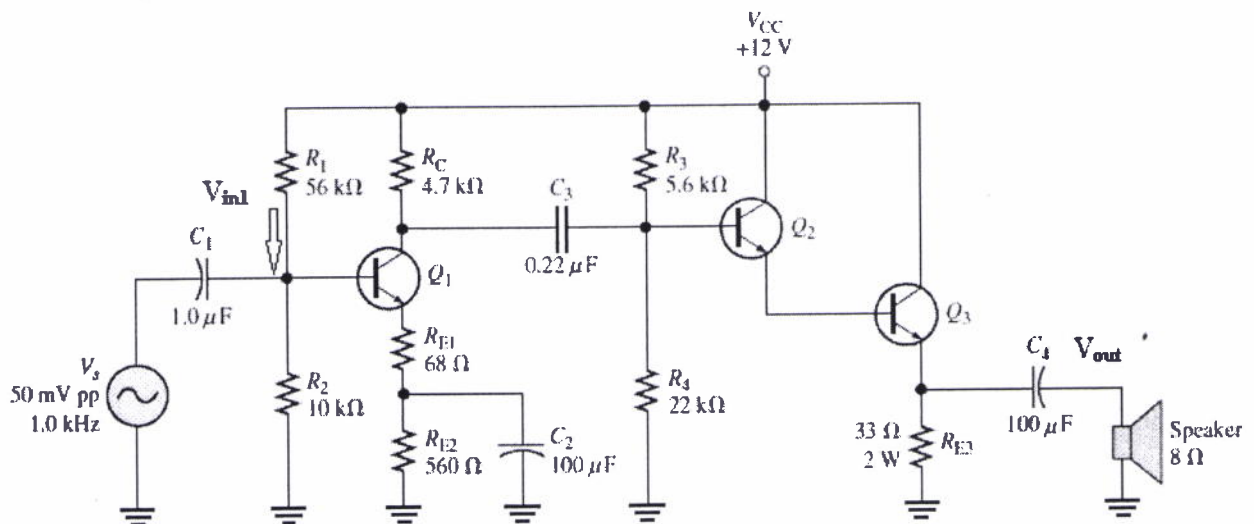 V_CC
+12 V
R_1
56 kΩ
R_C
4.7 kΩ
R_3
5.6 kΩ
V_in1
C_3
Q_2
C_1
Q_1
0.22 μF
1.0 μF
Q_3
R_E1
68 Ω
C_4
V_out
V_s
50 mV pp
1.0 kHz
R_2
10 kΩ
R_4
22 kΩ
R_E2
560 Ω
C_2
100 μF
33 Ω
2 W
R_E3
100 μF
Speaker
8 Ω